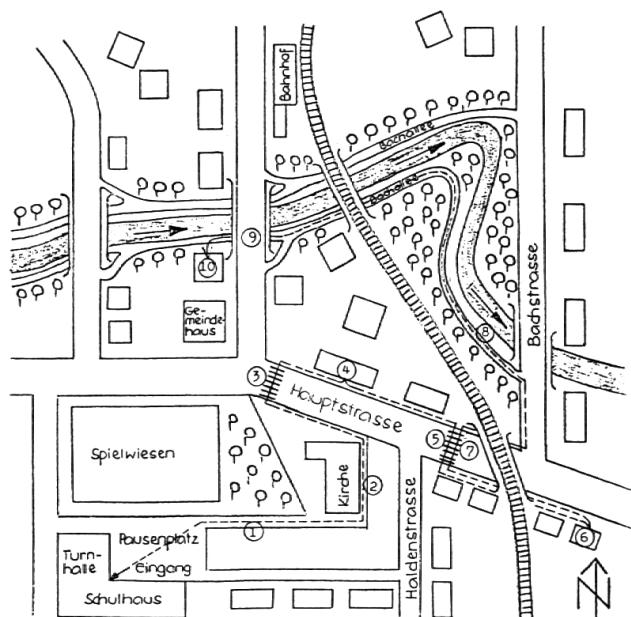 Bahnhof
Bachallee
Bachallee
Bachstrasse
9
10
Ge-
meinde-
haus
8
3
4
Hauptstrasse
5
7
Spielwiesen
Kirche
2
1
Pausenplatz
Turn-
halle
Eingang
Schulhaus
Haldenstrasse
6
N